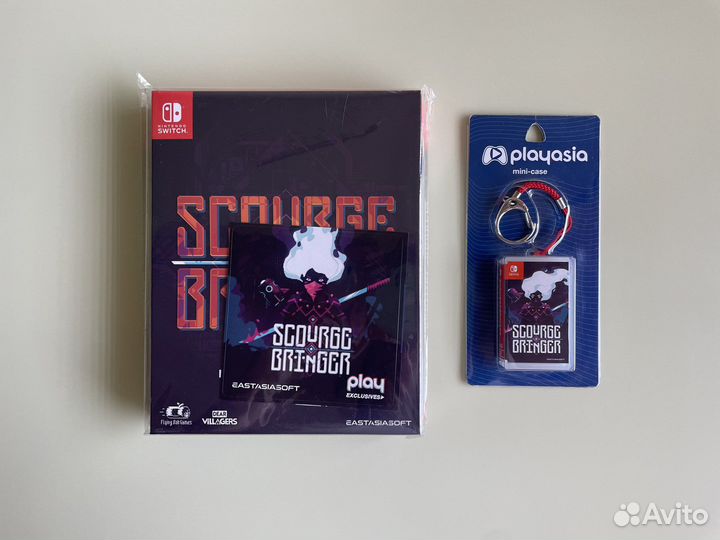 NINTENDO
SWITCH
SCOURGE
SCOURGE
BRINGER
EASTASIASOFT
play
EXCLUSIVES
Flying Oak Games
DEAR
VILLAGERS
EASTASIASOFT
playasia
mini-case
SCOURGE
BRINGER
EASTASIASOFT
Avito